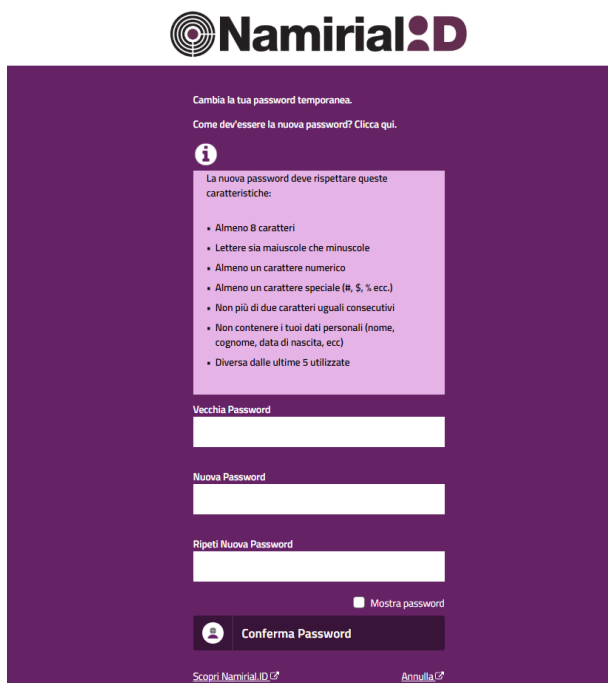 Namirial:D
Cambia la tua password temporanea.
Come dev'essere la nuova password? Clicca qui.
La nuova password deve rispettare queste
caratteristiche:
▪ Almeno 8 caratteri
▪ Lettere sia maiuscole che minuscole
▪ Almeno un carattere numerico
▪ Almeno un carattere speciale (#, $, % ecc.)
▪ Non più di due caratteri uguali consecutivi
▪ Non contenere i tuoi dati personali (nome,
cognome, data di nascita, ecc)
▪ Diversa dalle ultime 5 utilizzate
Vecchia Password
Nuova Password
Ripeti Nuova Password
Mostra password
Conferma Password
Scopri Namirial.ID Annulla